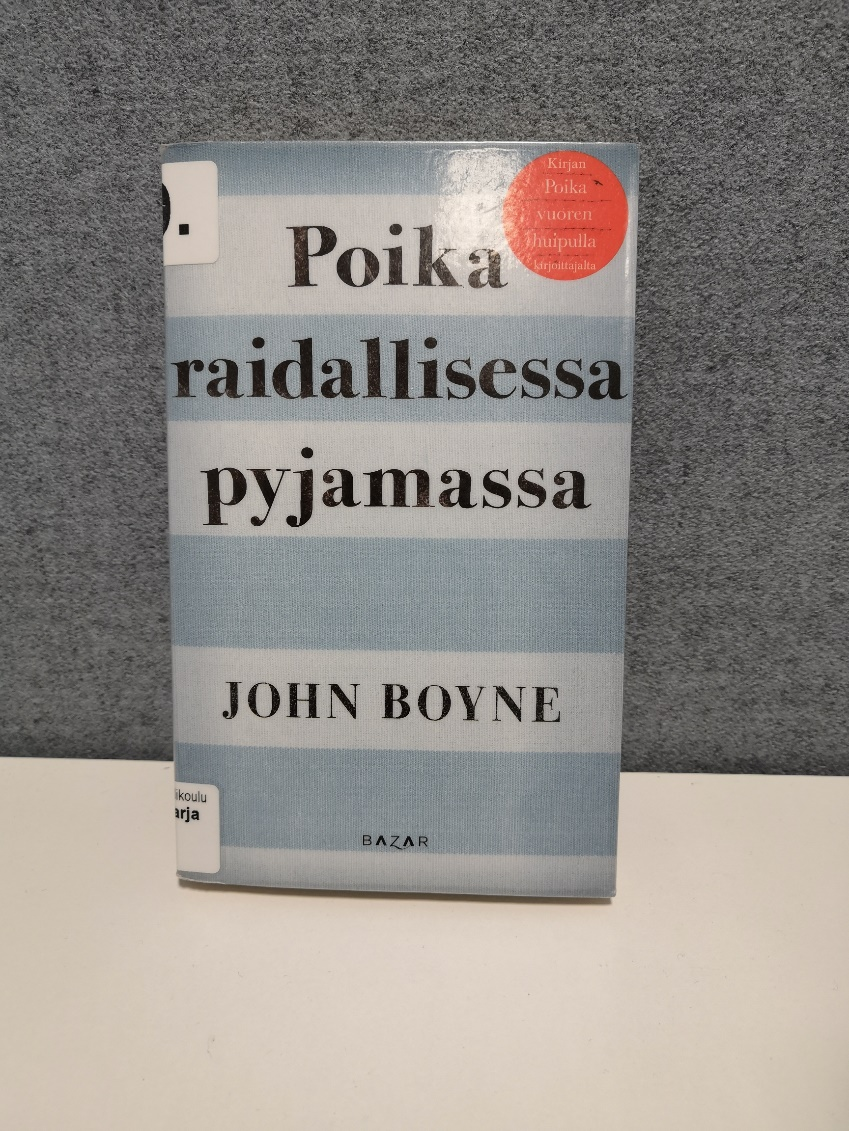 Kirjan
Poika
vuoren
huipulla
kirjoittajalta
Poika
raidallisessa
pyjamassa
JOHN BOYNE
BAZAR
arja